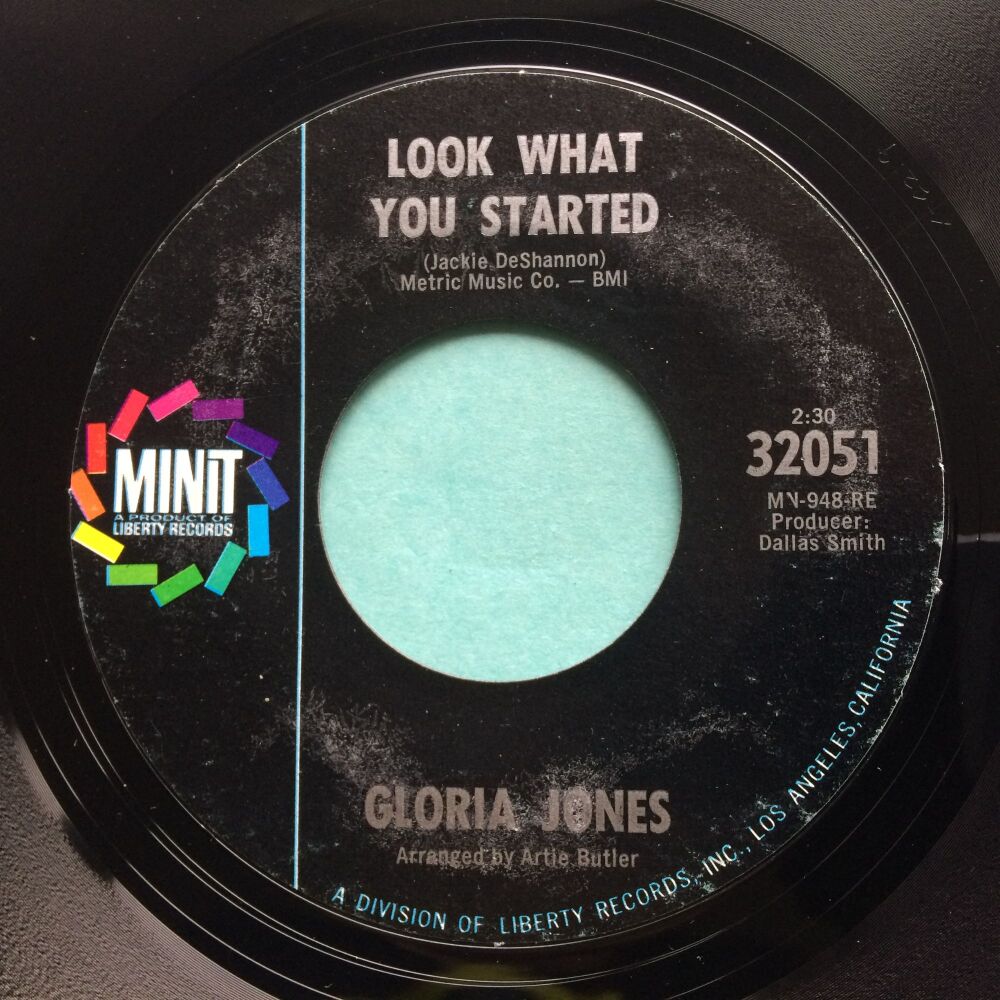 LOOK WHAT
YOU STARTED
(Jackie DeShannon)
Metric Music Co. — BMI
MINIT
A PRODUCT OF
LIBERTY RECORDS
2:30
32051
MN-948-RE
Producer:
Dallas Smith
GLORIA JONES
Arranged by Artie Butler
A DIVISION OF LIBERTY RECORDS, INC., LOS ANGELES, CALIFORNIA